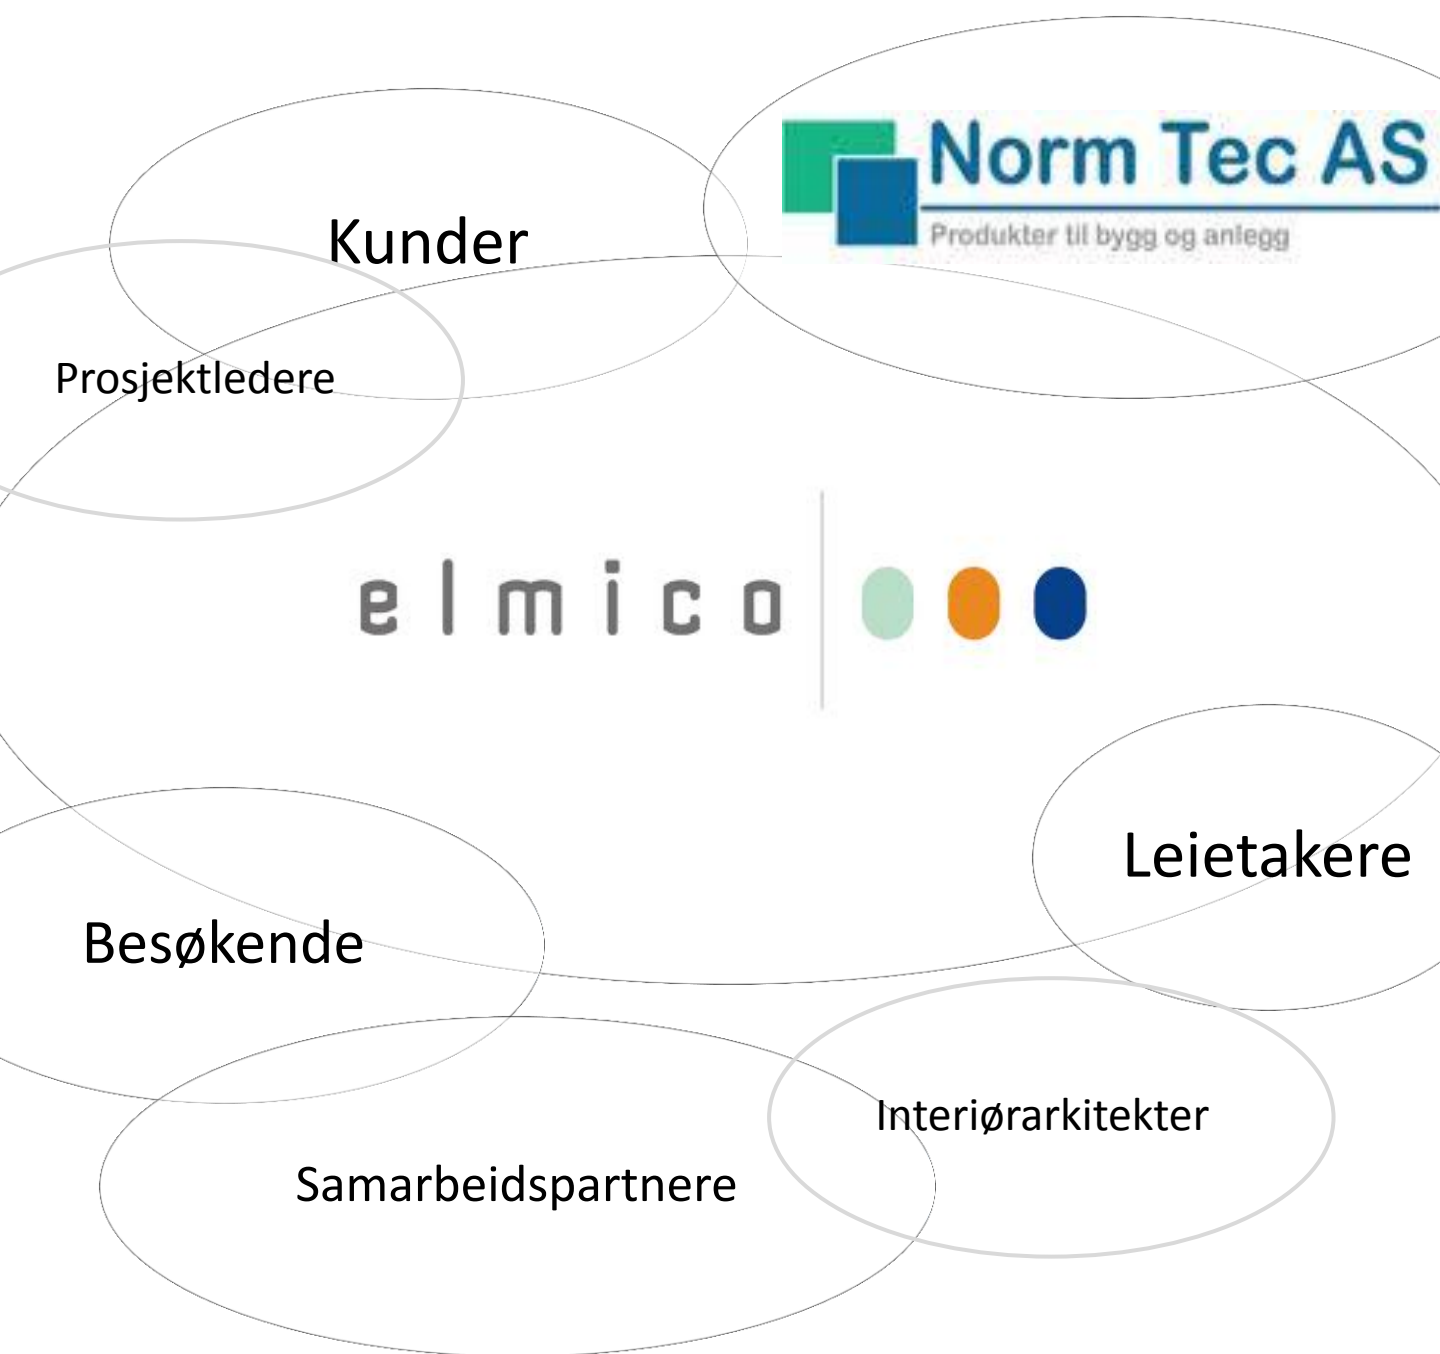 Norm Tec AS
Produkter til bygg og anlegg
Kunder
Prosjektledere
elmico
Leietakere
Besøkende
Interiørarkitekter
Samarbeidspartnere